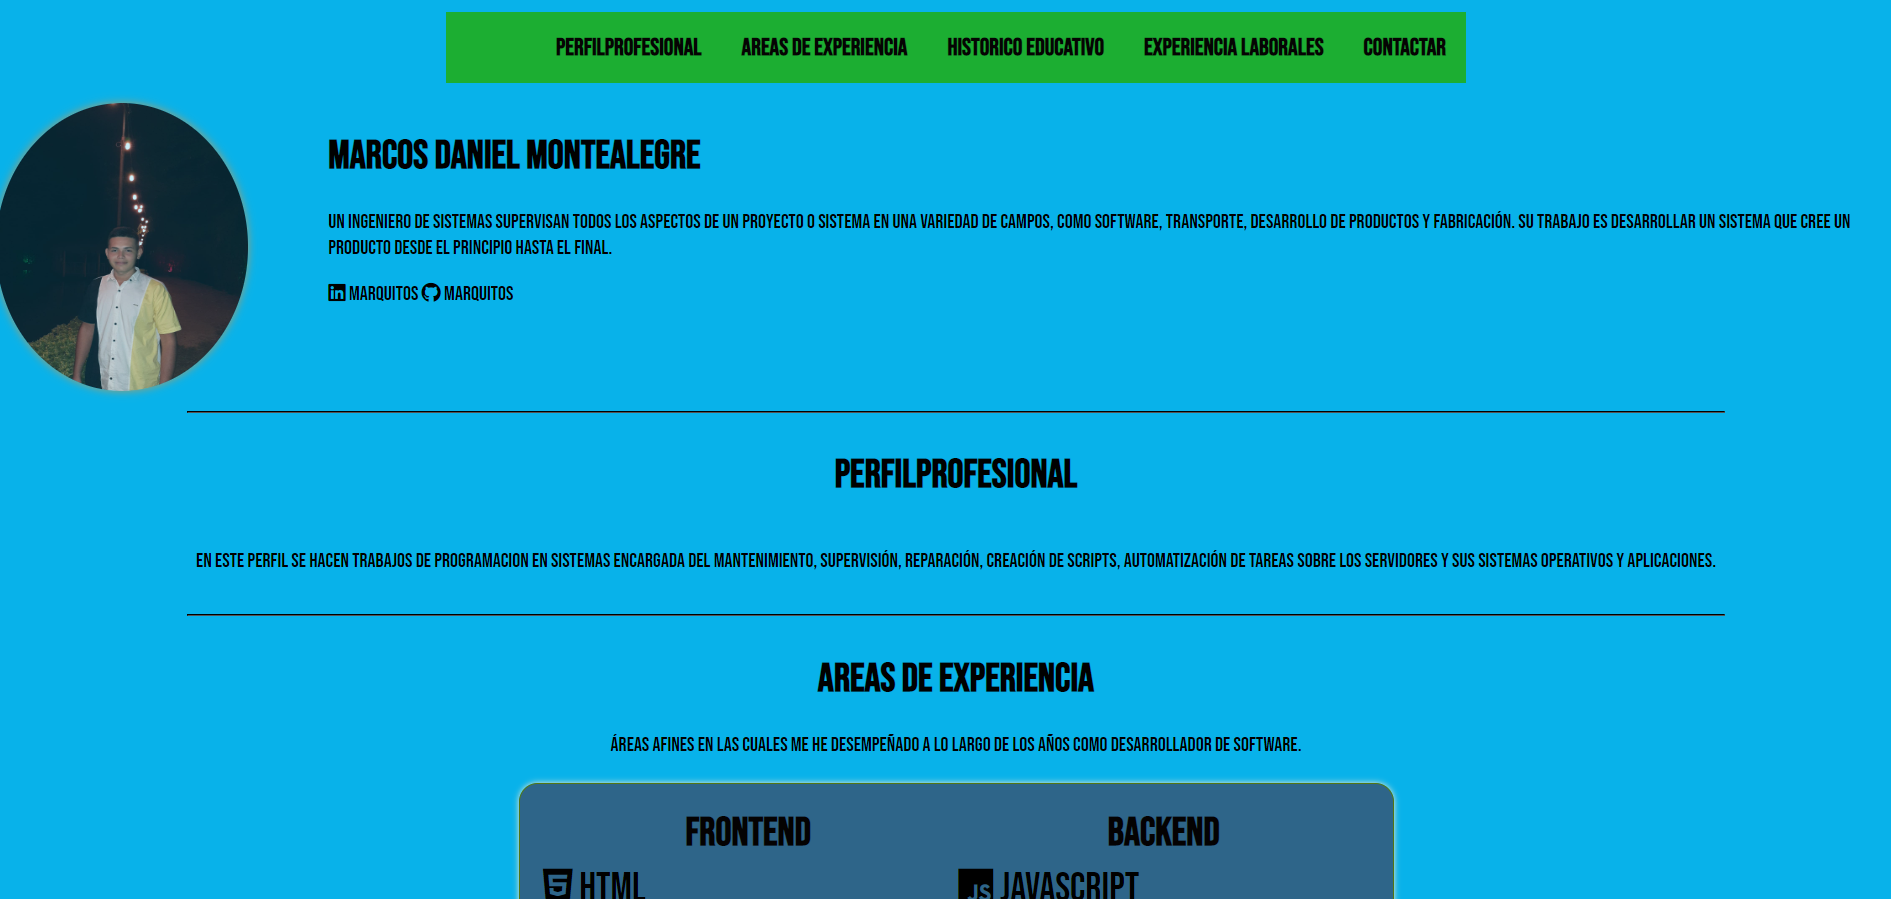 PERFILPROFESIONAL AREAS DE EXPERIENCIA HISTORICO EDUCATIVO EXPERIENCIA LABORALES CONTACTAR
MARCOS DANIEL MONTEALEGRE
UN INGENIERO DE SISTEMAS SUPERVISAN TODOS LOS ASPECTOS DE UN PROYECTO O SISTEMA EN UNA VARIEDAD DE CAMPOS, COMO SOFTWARE, TRANSPORTE, DESARROLLO DE PRODUCTOS Y FABRICACIÓN. SU TRABAJO ES DESARROLLAR UN SISTEMA QUE CREE UN
PRODUCTO DESDE EL PRINCIPIO HASTA EL FINAL.
in MARQUITOS MARQUITOS
PERFILPROFESIONAL
EN ESTE PERFIL SE HACEN TRABAJOS DE PROGRAMACION EN SISTEMAS ENCARGADA DEL MANTENIMIENTO, SUPERVISIÓN, REPARACIÓN, CREACIÓN DE SCRIPTS, AUTOMATIZACIÓN DE TAREAS SOBRE LOS SERVIDORES Y SUS SISTEMAS OPERATIVOS Y APLICACIONES.
AREAS DE EXPERIENCIA
ÁREAS AFINES EN LAS CUALES ME HE DESEMPEÑADO A LO LARGO DE LOS AÑOS COMO DESARROLLADOR DE SOFTWARE.
FRONTEND BACKEND
5 HTML JS JAVASCRIPT